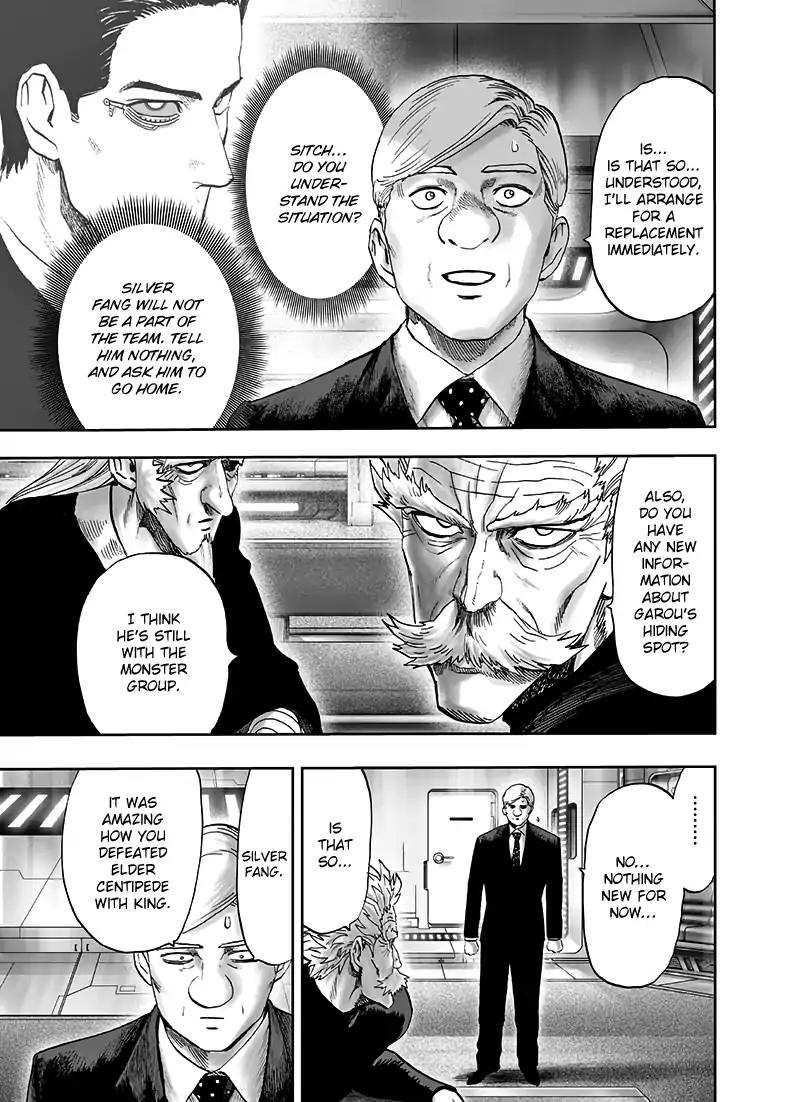 IS...
IS THAT SO...
UNDERSTOOD,
I'LL ARRANGE
FOR A
REPLACEMENT
IMMEDIATELY.
SITCH...
DO YOU
UNDER-
STAND THE
SITUATION?
SILVER
FANG WILL NOT
BE A PART OF
THE TEAM. TELL
HIM NOTHING,
AND ASK HIM TO
GO HOME.
ALSO,
DO YOU
HAVE
ANY NEW
INFOR-
MATION
ABOUT
GAROU'S
HIDING
SPOT?
I THINK
HE'S STILL
WITH THE
MONSTER
GROUP.
.........
NO...
NOTHING
NEW FOR
NOW...
IS
THAT
SO...
SILVER
FANG.
IT WAS
AMAZING
HOW YOU
DEFEATED
ELDER
CENTIPEDE
WITH KING.